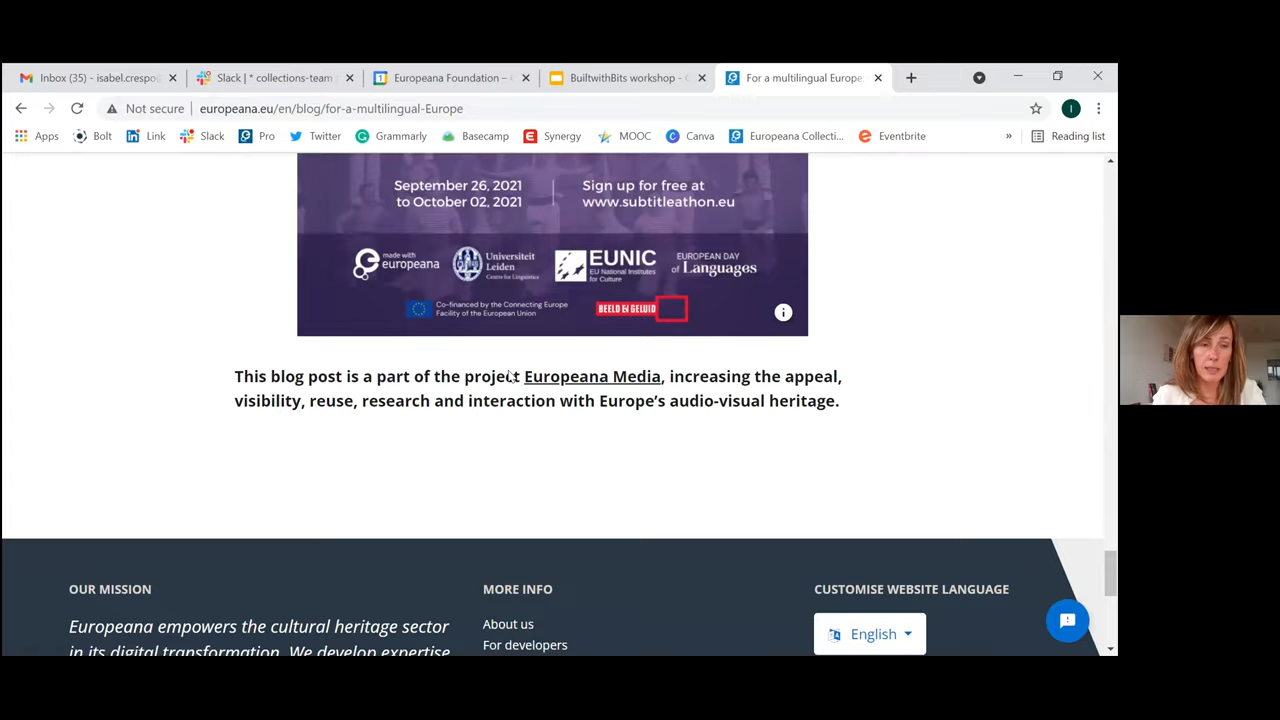 Inbox (35) - isabel.crespo
Slack | * collections-team
Europeana Foundation –
BuiltwithBits workshop -
For a multilingual Europe
Not secure
europeana.eu/en/blog/for-a-multilingual-Europe
Apps
Bolt
Link
Slack
Pro
Twitter
Grammarly
Basecamp
Synergy
MOOC
Canva
Europeana Collecti...
Eventbrite
»
Reading list
September 26, 2021
to October 02, 2021
Sign up for free at
www.subtitleathon.eu
made with
europeana
Universiteit
Leiden
Centre for Linguistics
EUNIC
EU National Institutes
for Culture
EUROPEAN DAY
of Languages
Co-financed by the Connecting Europe
Facility of the European Union
BEELD EN GELUID
This blog post is a part of the project Europeana Media, increasing the appeal,
visibility, reuse, research and interaction with Europe’s audio-visual heritage.
OUR MISSION
Europeana empowers the cultural heritage sector
in its digital transformation. We develop expertise
MORE INFO
About us
For developers
CUSTOMISE WEBSITE LANGUAGE
English